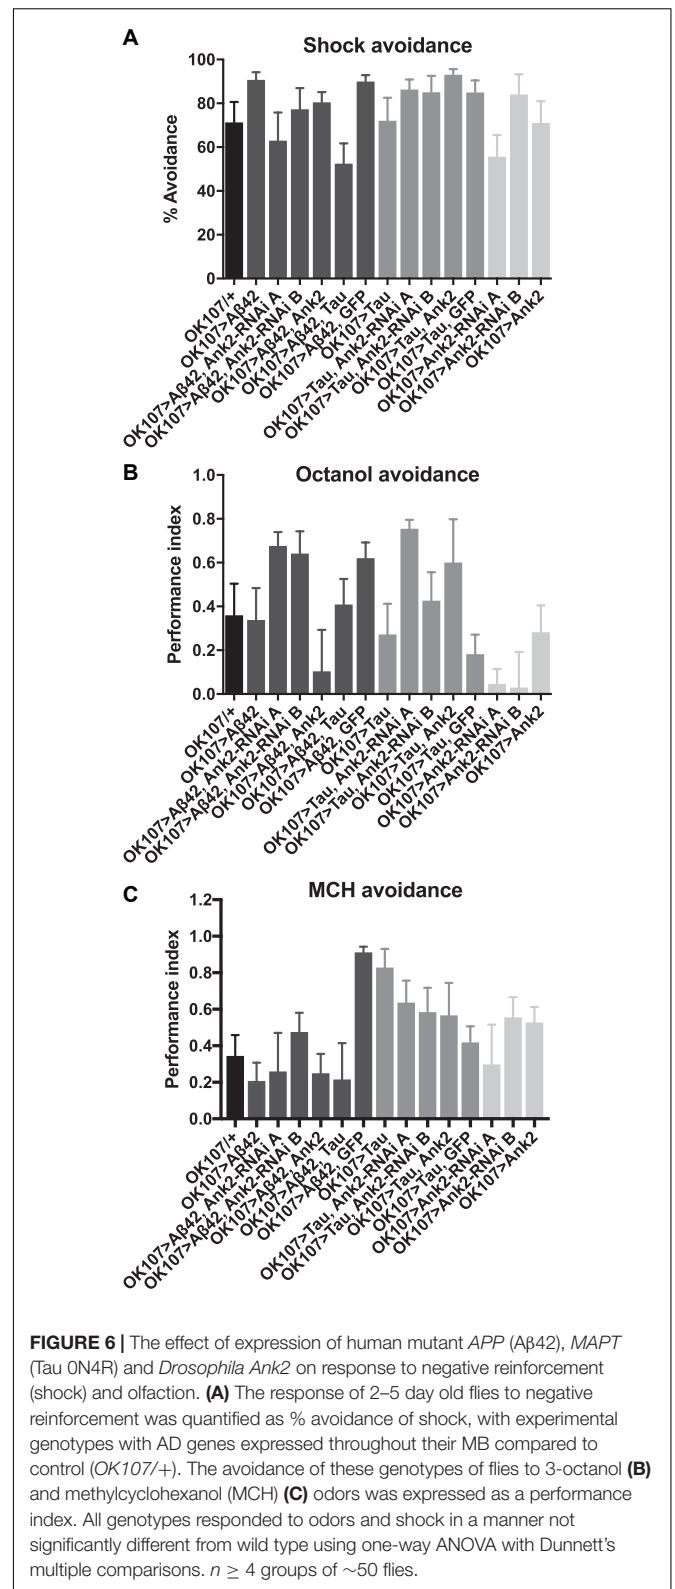 A
Shock avoidance
% Avoidance
100
80
60
40
20
0
OK107/+
OK107>Aβ42
OK107>Aβ42, Ank2-RNAi A
OK107>Aβ42, Ank2-RNAi B
OK107>Aβ42, Ank2
OK107>Aβ42, Tau
OK107>Aβ42, GFP
OK107>Tau
OK107>Tau, Ank2-RNAi A
OK107>Tau, Ank2-RNAi B
OK107>Tau, Ank2
OK107>Tau, GFP
OK107>Ank2-RNAi A
OK107>Ank2-RNAi B
OK107>Ank2
B
Octanol avoidance
Performance index
1.0
0.8
0.6
0.4
0.2
0.0
OK107/+
OK107>Aβ42
OK107>Aβ42, Ank2-RNAi A
OK107>Aβ42, Ank2-RNAi B
OK107>Aβ42, Ank2
OK107>Aβ42, Tau
OK107>Aβ42, GFP
OK107>Tau
OK107>Tau, Ank2-RNAi A
OK107>Tau, Ank2-RNAi B
OK107>Tau, Ank2
OK107>Tau, GFP
OK107>Ank2-RNAi A
OK107>Ank2-RNAi B
OK107>Ank2
C
MCH avoidance
Performance index
1.2
1.0
0.8
0.6
0.4
0.2
0.0
OK107/+
OK107>Aβ42
OK107>Aβ42, Ank2-RNAi A
OK107>Aβ42, Ank2-RNAi B
OK107>Aβ42, Ank2
OK107>Aβ42, Tau
OK107>Aβ42, GFP
OK107>Tau
OK107>Tau, Ank2-RNAi A
OK107>Tau, Ank2-RNAi B
OK107>Tau, Ank2
OK107>Tau, GFP
OK107>Ank2-RNAi A
OK107>Ank2-RNAi B
OK107>Ank2
FIGURE 6 | The effect of expression of human mutant APP (Aβ42), MAPT
(Tau 0N4R) and Drosophila Ank2 on response to negative reinforcement
(shock) and olfaction. (A) The response of 2–5 day old flies to negative
reinforcement was quantified as % avoidance of shock, with experimental
genotypes with AD genes expressed throughout their MB compared to
control (OK107/+). The avoidance of these genotypes of flies to 3-octanol (B)
and methylcyclohexanol (MCH) (C) odors was expressed as a performance
index. All genotypes responded to odors and shock in a manner not
significantly different from wild type using one-way ANOVA with Dunnett’s
multiple comparisons. n ≥ 4 groups of ∼50 flies.